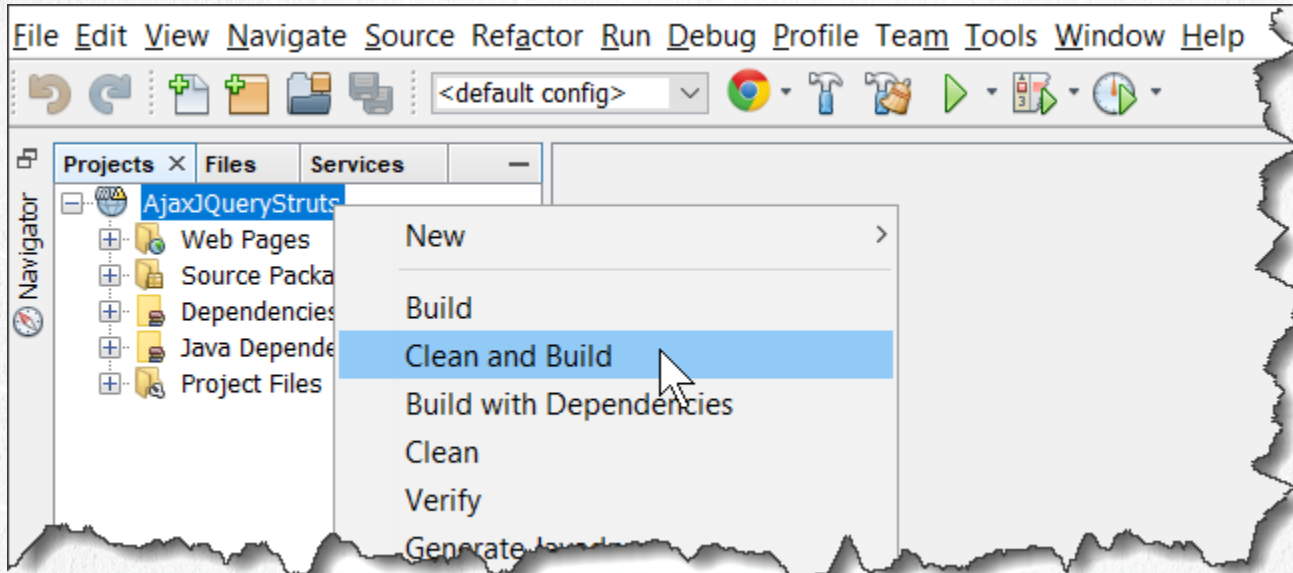 File Edit View Navigate Source Refactor Run Debug Profile Team Tools Window Help
<default config>
Projects Files Services
Navigator
AjaxJQueryStruts
Web Pages
Source Packa
Dependencies
Java Depende
Project Files
New
Build
Clean and Build
Build with Dependencies
Clean
Verify
Generate